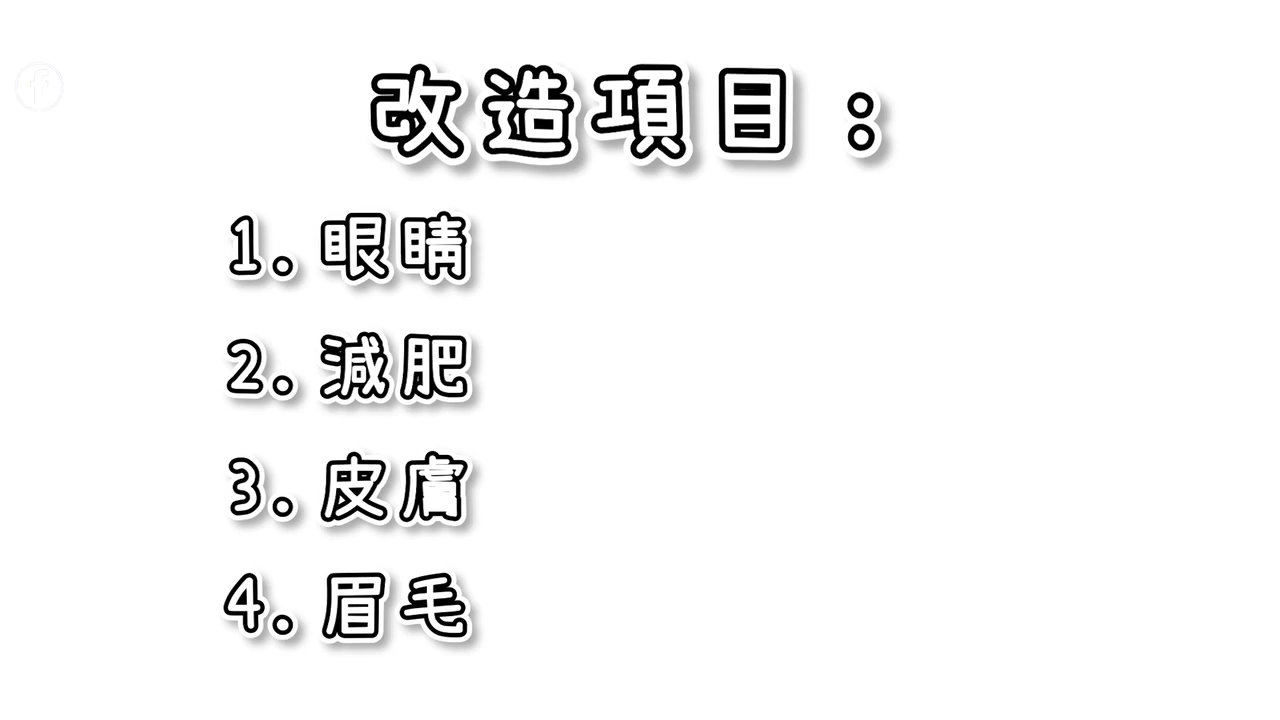 改造項目：
1. 眼睛
2. 減肥
3. 皮膚
4. 眉毛